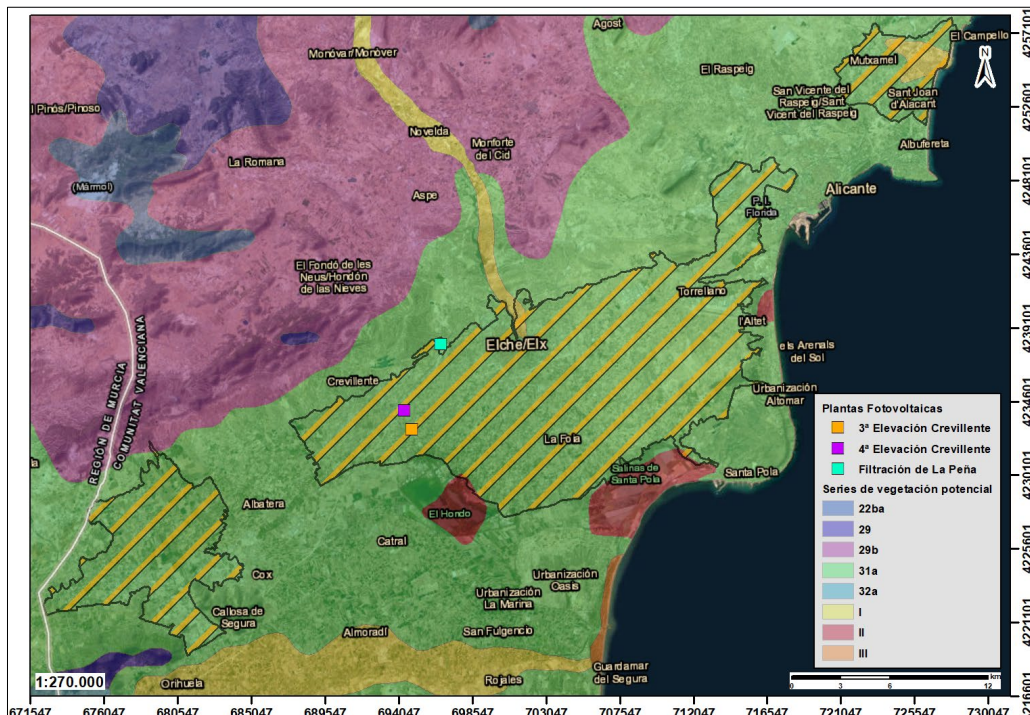 Agost
El Campello
Monóvar/Monòver
Mutxamel
N
El Raspeig
San Vicente del
Raspeig/Sant
Vicent del Raspeig
Sant Joan
d'Alacant
l Pinós/Pinoso
Novelda
Monforte
del Cid
Albufereta
La Romana
(Mármol)
Aspe
Alicante
P. I.
Florida
El Fondó de les
Neus/Hondón
de las Nieves
Torrellano
l'Altet
Elche/Elx
els Arenals
del Sol
Crevillente
Urbanización
Altomar
REGIÓN DE MURCIA
COMUNITAT VALENCIANA
La Foia
Salinas de
Santa Pola
Santa Pola
Albatera
El Hondo
Catral
Cox
Urbanización
Oasis
Urbanización
La Marina
Callosa de
Segura
Almoradí
San Fulgencio
Guardamar
del Segura
Orihuela
Rojales
1:270.000
Plantas Fotovoltaicas
3ª Elevación Crevillente
4ª Elevación Crevillente
Filtración de La Peña
Series de vegetación potencial
22ba
29
29b
31a
32a
I
II
III
km
0 3 6 12
4257101
4252601
4248101
4243601
4239101
4234601
4230101
4225601
4221101
671547 676047 680547 685047 689547 694047 698547 703047 707547 712047 716547 721047 725547 730047